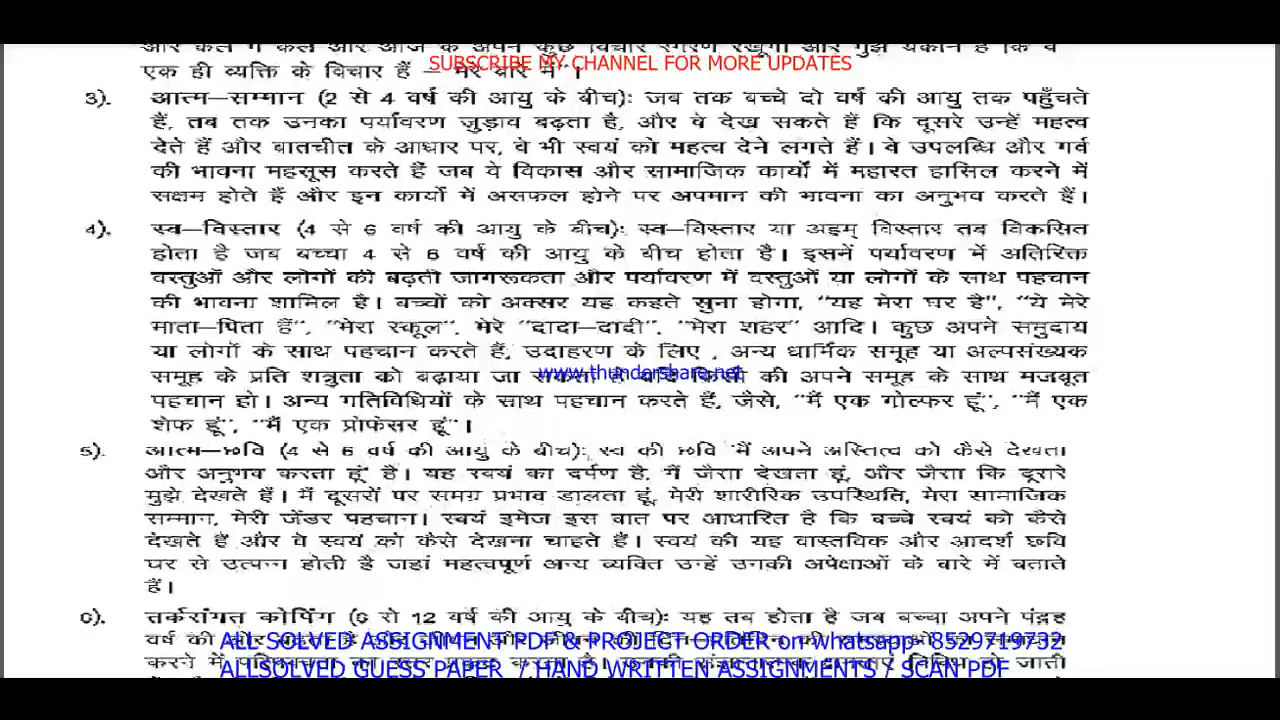 एक ही व्यक्ति के विचार हैं – मेरे बारे में"।
SUBSCRIBE MY CHANNEL FOR MORE UPDATES
3). आत्म–सम्मान (2 से 4 वर्ष की आयु के बीच): जब तक बच्चे दो वर्ष की आयु तक पहुँचते
हैं, तब तक उनका पर्यावरण जुड़ाव बढ़ता है, और वे देख सकते हैं कि दूसरे उन्हें महत्व
देते हैं और बातचीत के आधार पर, वे भी स्वयं को महत्व देने लगते हैं। वे उपलब्धि और गर्व
की भावना महसूस करते हैं जब वे विकास और सामाजिक कार्यों में महारत हासिल करने में
सक्षम होते हैं और इन कार्यों में असफल होने पर अपमान की भावना का अनुभव करते हैं।
4). स्व–विस्तार (4 से 6 वर्ष की आयु के बीच): स्व–विस्तार या अहम् विस्तार तब विकसित
होता है जब बच्चा 4 से 6 वर्ष की आयु के बीच होता है। इसमें पर्यावरण में अतिरिक्त
वस्तुओं और लोगों की बढ़ती जागरूकता और पर्यावरण में वस्तुओं या लोगों के साथ पहचान
की भावना शामिल है। बच्चों को अक्सर यह कहते सुना होगा, "यह मेरा घर है", "ये मेरे
माता–पिता हैं", "मेरा स्कूल", मेरे "दादा–दादी", "मेरा शहर" आदि। कुछ अपने समुदाय
या लोगों के साथ पहचान करते हैं, उदाहरण के लिए , अन्य धार्मिक समूह या अल्पसंख्यक
समूह के प्रति शत्रुता को बढ़ाया जा सकता है की अपने समूह के साथ मजबूत
www.thundershare.net
पहचान हो। अन्य गतिविधियों के साथ पहचान करते हैं, जैसे, "मैं एक गोल्फर हूं", "मैं एक
शेफ हूं", "मैं एक प्रोफेसर हूं"।
5). आत्म–छवि (4 से 6 वर्ष की आयु के बीच): स्व की छवि 'मैं आपने अस्तित्व को कैसे देखता
और अनुभव करता हूं' है। यह स्वयं का दर्पण है, मैं जैसा देखता हूं, और जैसा कि दूसरे
मुझे देखते हैं। मैं दूसरों पर समग्र प्रभाव डालता हूं, मेरी शारीरिक उपस्थिति, मेरा सामाजिक
सम्मान, मेरी जेंडर पहचान। स्वयं इमेज इस बात पर आधारित है कि बच्चे स्वयं को कैसे
देखते हैं और वे स्वयं को कैसे देखना चाहते हैं। स्वयं की यह वास्तविक और आदर्श छवि
घर से उत्पन्न होती है जहां महत्वपूर्ण अन्य व्यक्ति उन्हें उनकी अपेक्षाओं के बारे में बताते
हैं।
6). तर्कसंगत कोपिंग (6 से 12 वर्ष की आयु के बीच): यह तब होता है जब बच्चा अपने पंद्रह
वर्ष की
ALL SOLVED ASSIGNMENT PDF & PROJECT ORDER on whatsapp- 8529719732
करने में
ALLSOLVED GUESS PAPER / HAND WRITTEN ASSIGNMENTS / SCAN PDF